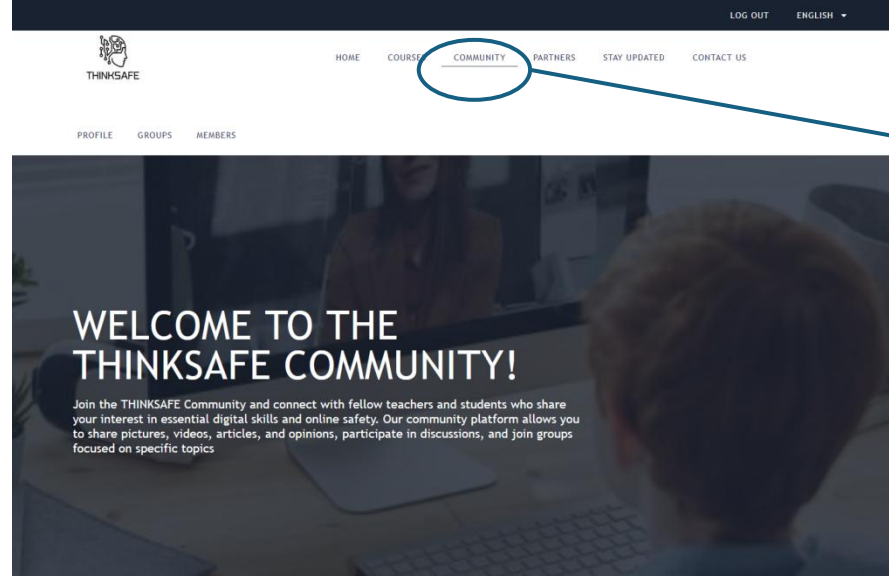 LOG OUT ENGLISH
THINKSAFE
HOME COURSES COMMUNITY PARTNERS STAY UPDATED CONTACT US
PROFILE GROUPS MEMBERS
WELCOME TO THE
THINKSAFE COMMUNITY!
Join the THINKSAFE Community and connect with fellow teachers and students who share
your interest in essential digital skills and online safety. Our community platform allows you
to share pictures, videos, articles, and opinions, participate in discussions, and join groups
focused on specific topics